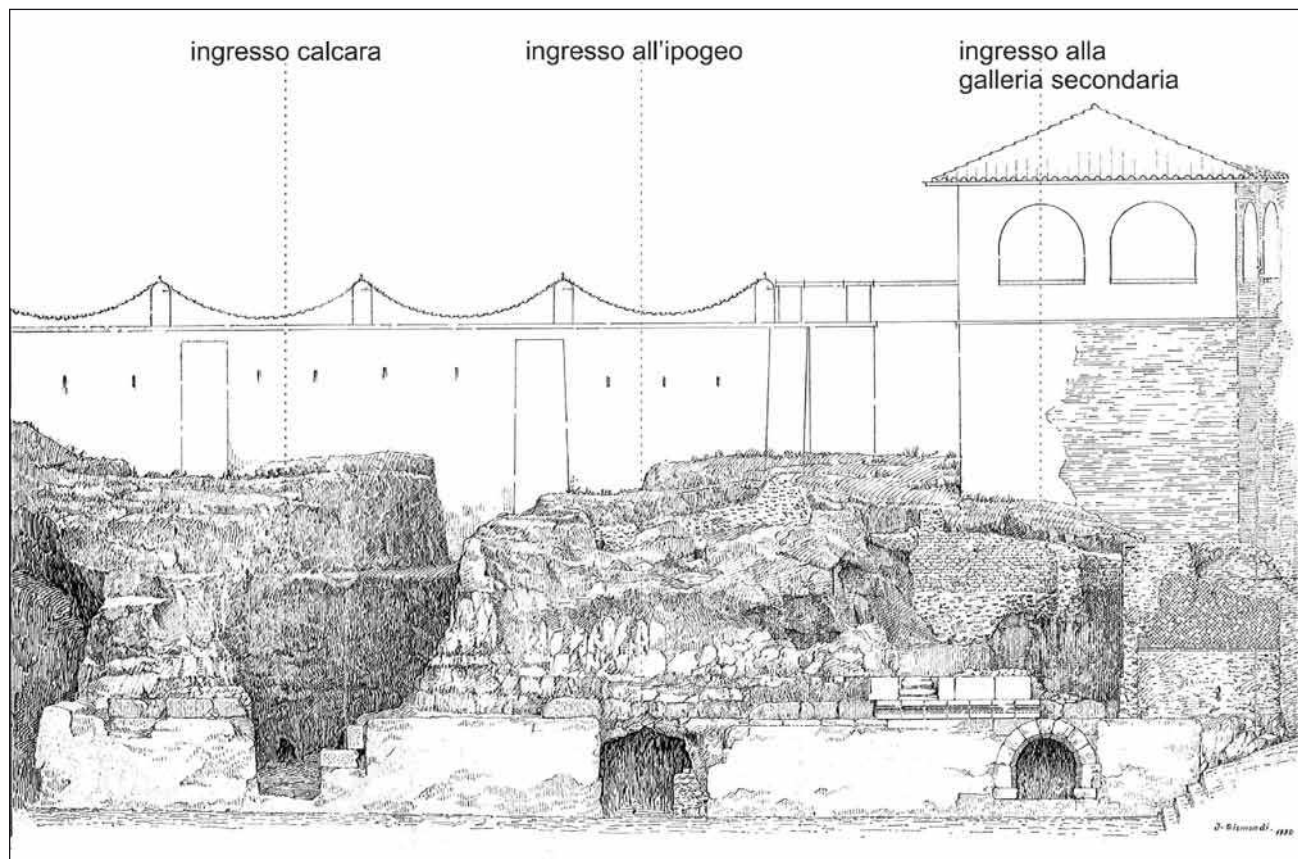 ingresso calcara
ingresso all'ipogeo
ingresso alla
galleria secondaria